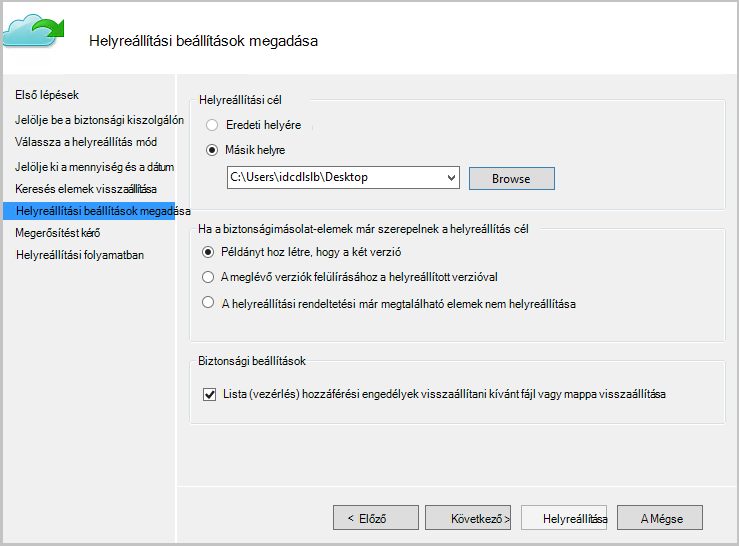 Helyreállítási beállítások megadása
Első lépések
Jelölje be a biztonsági kiszolgálón
Válassza a helyreállítás mód
Jelölje ki a mennyiség és a dátum
Keresés elemek visszaállítása
Helyreállítási beállítások megadása
Megerősítést kérő
Helyreállítási folyamatban
Helyreállítási cél
Eredeti helyére
Másik helyre
C:\Users\idcdlslb\Desktop
Browse
Ha a biztonságimásolat-elemek már szerepelnek a helyreállítás cél
Példányt hoz létre, hogy a két verzió
A meglévő verziók felülírásához a helyreállított verzióval
A helyreállítási rendeltetési már megtalálható elemek nem helyreállítása
Biztonsági beállítások
Lista (vezérlés) hozzáférési engedélyek visszaállítani kívánt fájl vagy mappa visszaállítása
< Előző
Következő >
Helyreállítása
A Mégse